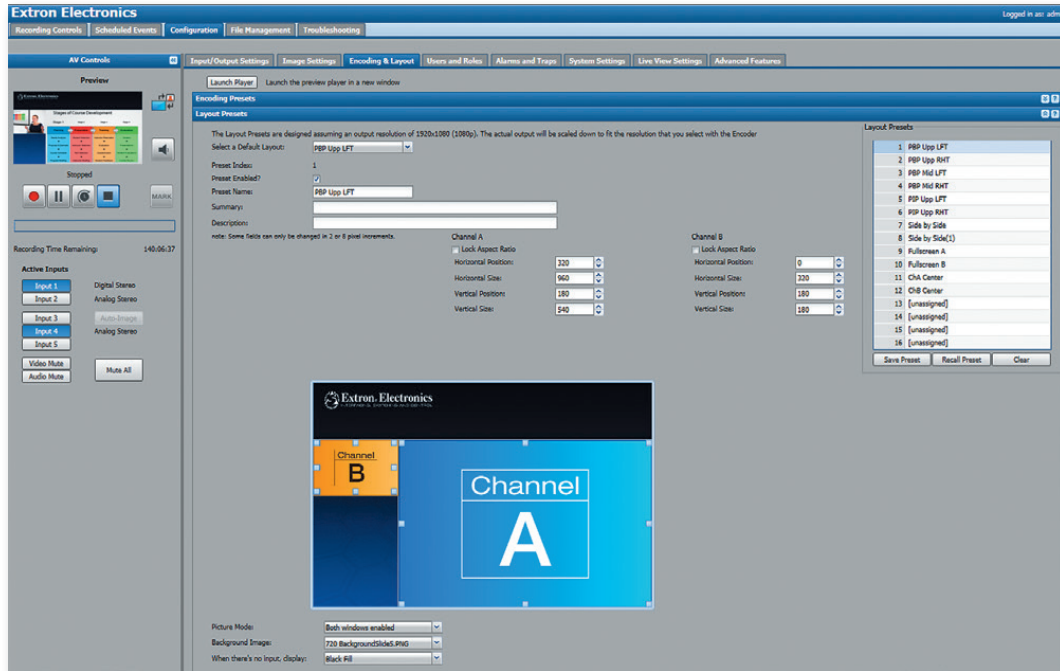 Extron Electronics
Logged in as: adm
Recording Controls Scheduled Events Configuration File Management Troubleshooting
AV Controls
Input/Output Settings Image Settings Encoding & Layout Users and Roles Alarms and Traps System Settings Live View Settings Advanced Features
Preview
Stages of Course Development
Stopped
MARK
Recording Time Remaining: 140:06:37
Active Inputs
Input 1 Digital Stereo
Input 2 Analog Stereo
Input 3 Auto-Image
Input 4 Analog Stereo
Input 5
Video Mute
Audio Mute
Mute All
Launch Player Launch the preview player in a new window
Encoding Presets
Layout Presets
The Layout Presets are designed assuming an output resolution of 1920x1080 (1080p). The actual output will be scaled down to fit the resolution that you select with the Encoder
Select a Default Layout: PBP Upp LFT
Preset Index: 1
Preset Enabled?
Preset Name: PBP Upp LFT
Summary:
Description:
note: Some fields can only be changed in 2 or 8 pixel increments.
Channel A
Lock Aspect Ratio
Horizontal Position: 320
Horizontal Size: 960
Vertical Position: 180
Vertical Size: 540
Channel B
Lock Aspect Ratio
Horizontal Position: 0
Horizontal Size: 320
Vertical Position: 180
Vertical Size: 180
Layout Presets
1 PBP Upp LFT
2 PBP Upp RHT
3 PBP Mid LFT
4 PBP Mid RHT
5 PIP Upp LFT
6 PIP Upp RHT
7 Side by Side
8 Side by Side(1)
9 Fullscreen A
10 Fullscreen B
11 ChA Center
12 ChB Center
13 [unassigned]
14 [unassigned]
15 [unassigned]
16 [unassigned]
Save Preset Recall Preset Clear
Extron. Electronics
Channel
B
Channel
A
Picture Mode: Both windows enabled
Background Image: 720 BackgroundSlide5.PNG
When there's no input, display: Black Fill